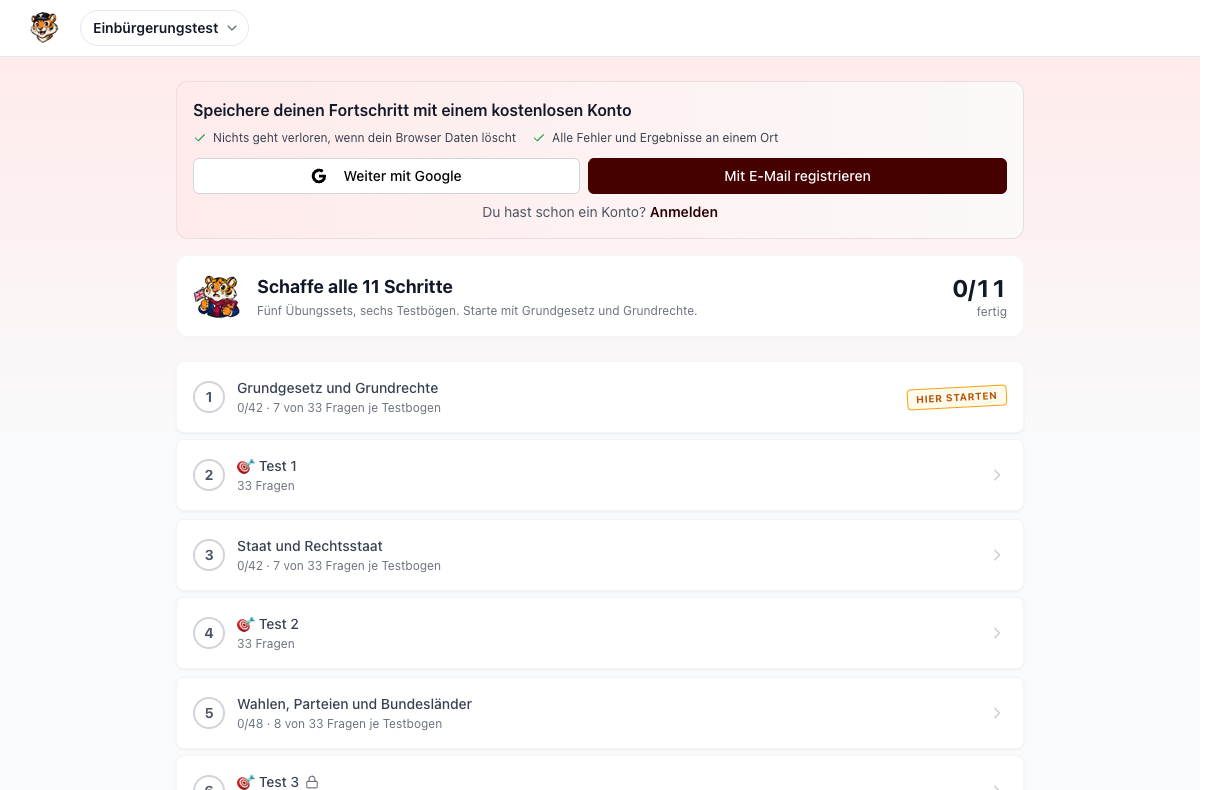 Einbürgerungstest
Speichere deinen Fortschritt mit einem kostenlosen Konto
Nichts geht verloren, wenn dein Browser Daten löscht
Alle Fehler und Ergebnisse an einem Ort
Weiter mit Google
Mit E-Mail registrieren
Du hast schon ein Konto? Anmelden
Schaffe alle 11 Schritte
Fünf Übungssets, sechs Testbögen. Starte mit Grundgesetz und Grundrechte.
0/11
fertig
1
Grundgesetz und Grundrechte
0/42 · 7 von 33 Fragen je Testbogen
HIER STARTEN
2
Test 1
33 Fragen
3
Staat und Rechtsstaat
0/42 · 7 von 33 Fragen je Testbogen
4
Test 2
33 Fragen
5
Wahlen, Parteien und Bundesländer
0/48 · 8 von 33 Fragen je Testbogen
6
Test 3